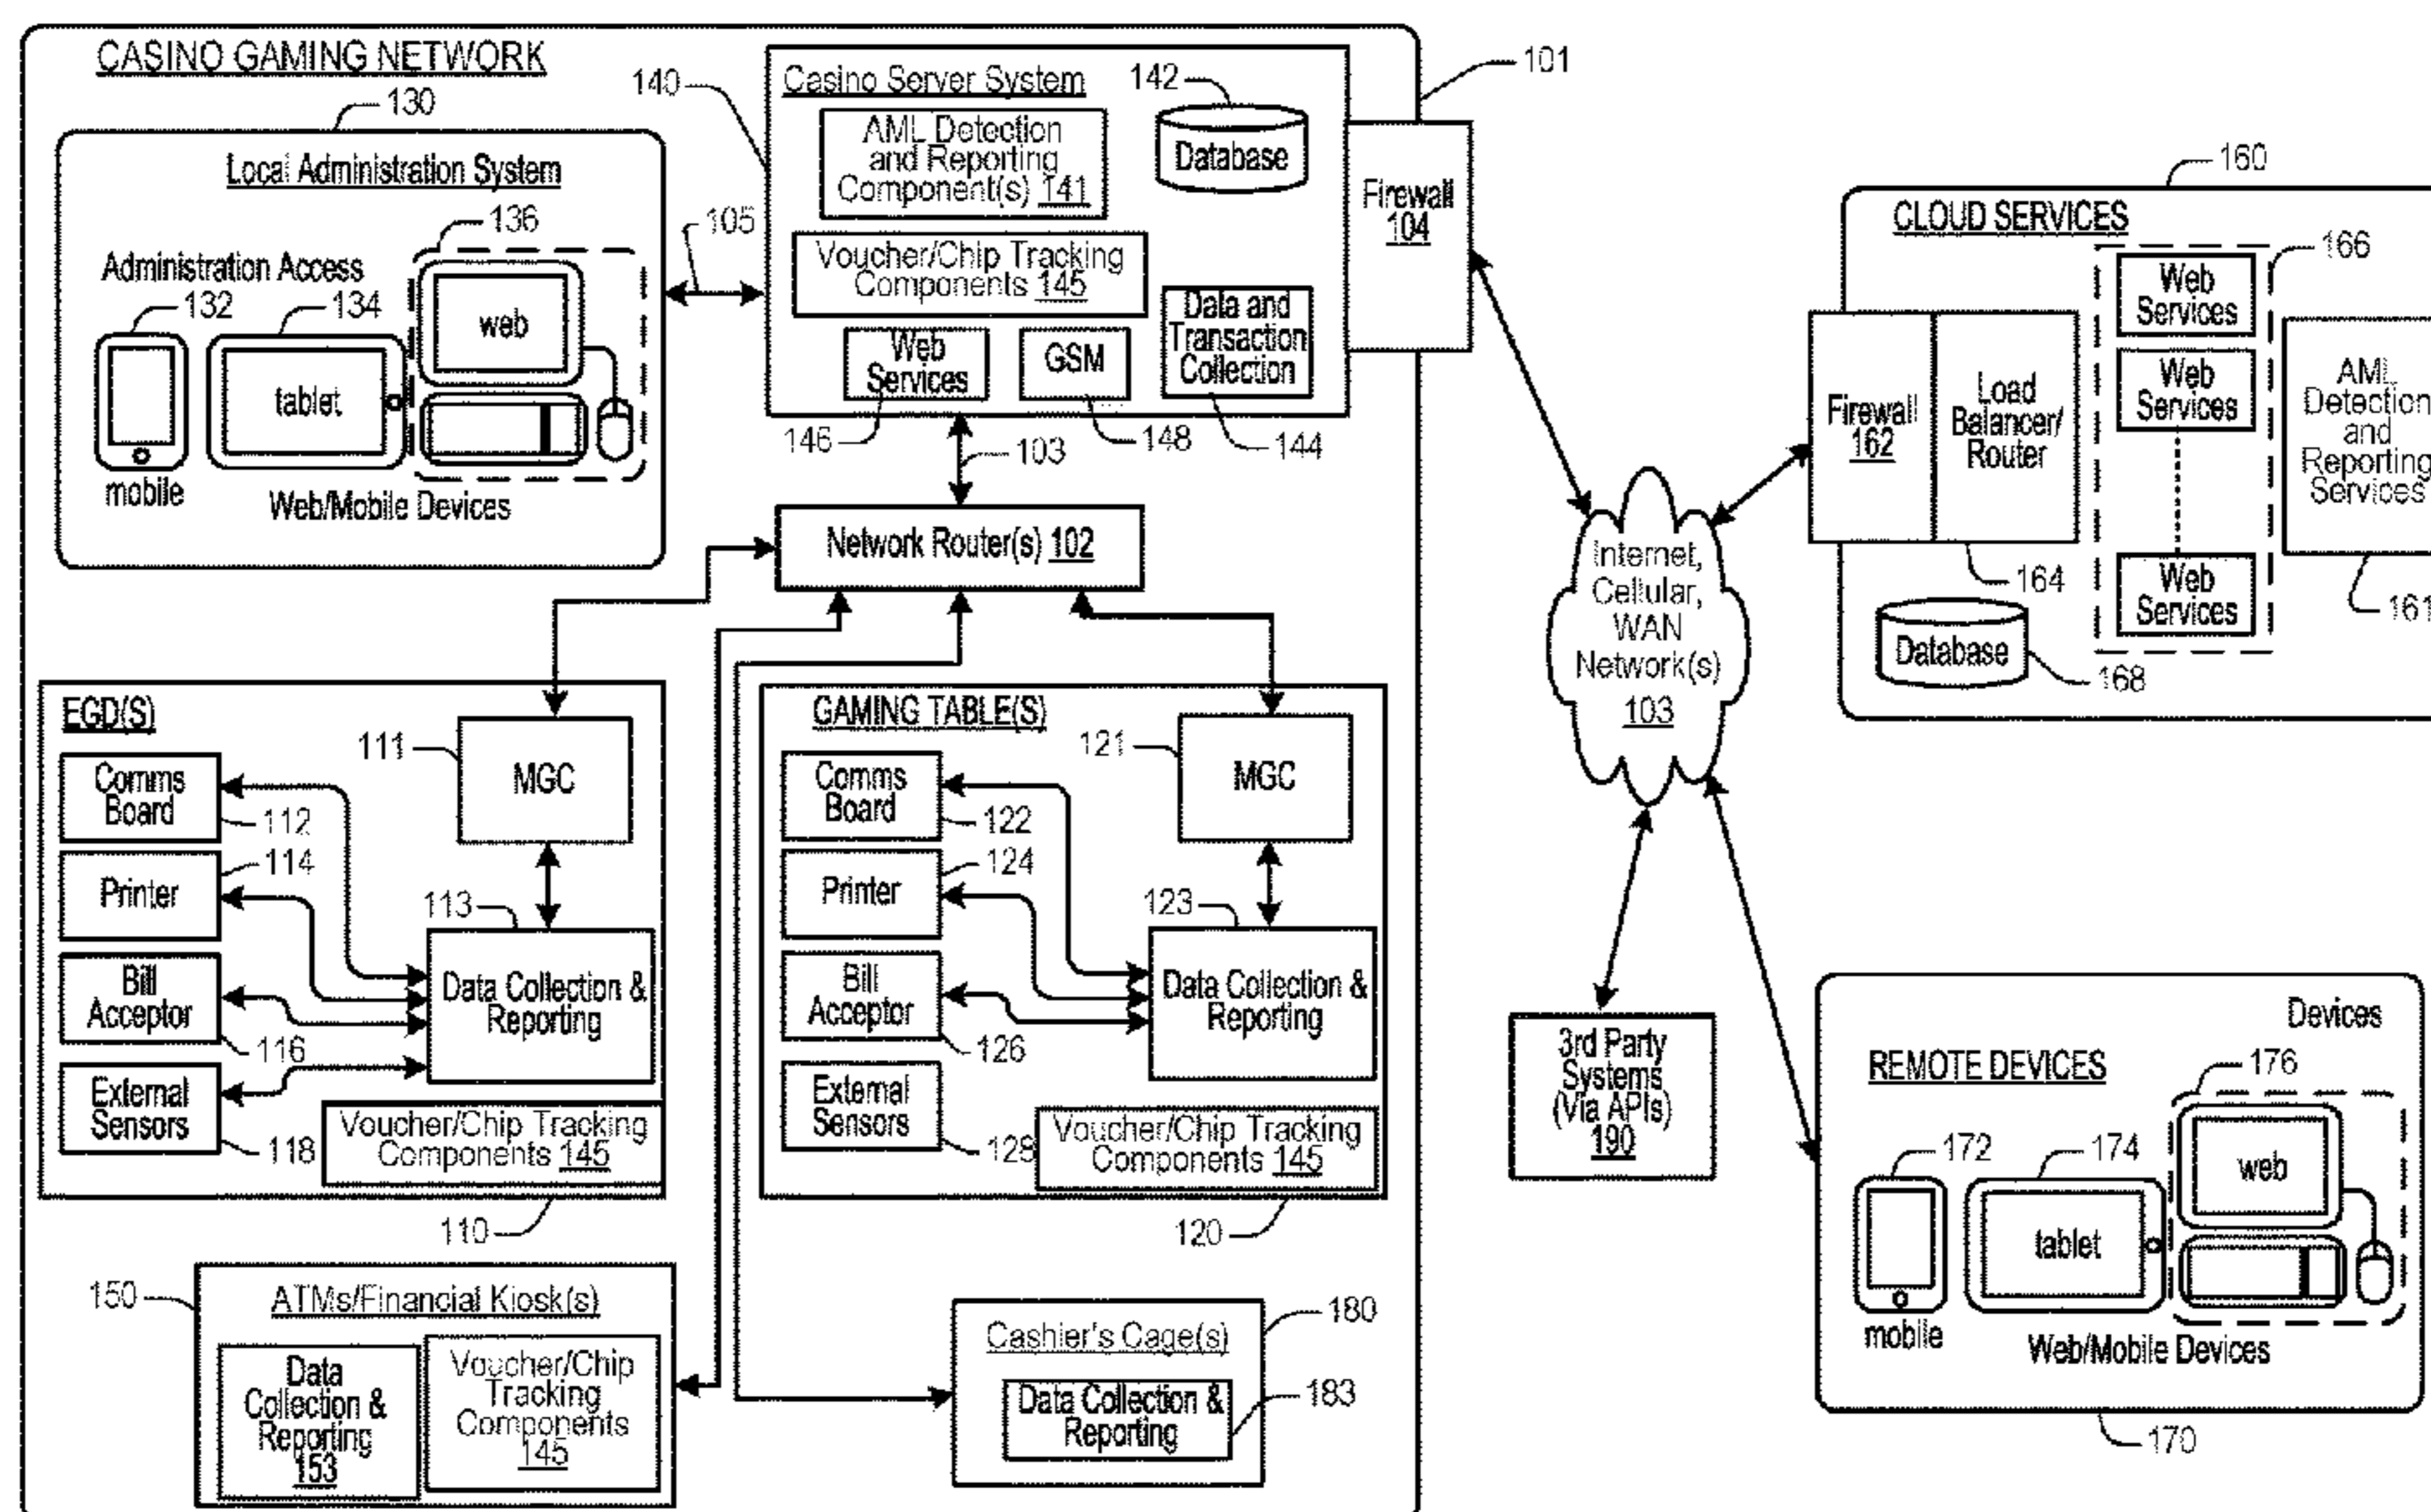 CASINO GAMING NETWORK
101
130
Local Administration System
136
Administration Access
132
134
web
tablet
mobile
Web/Mobile Devices
105
140
Casino Server System
142
AML Detection
and Reporting
Component(s) 141
Database
Voucher/Chip Tracking
Components 145
Web
Services
GSM
Data and
Transaction
Collection
146
148
144
Firewall
104
103
Network Router(s) 102
EGD(S)
111
MGC
Comms
Board
112
Printer
114
113
Bill
Acceptor
116
Data Collection &
Reporting
External
Sensors
118
Voucher/Chip Tracking
Components 145
110
GAMING TABLE(S)
121
MGC
Comms
Board
122
Printer
124
123
Bill
Acceptor
126
Data Collection &
Reporting
External
Sensors
128
Voucher/Chip Tracking
Components 145
120
150
ATMs/Financial Kiosk(s)
Data
Collection &
Reporting
153
Voucher/Chip
Tracking
Components
145
180
Cashier's Cage(s)
Data Collection &
Reporting
183
Internet,
Cellular,
WAN
Network(s)
103
3rd Party
Systems
(Via APIs)
190
160
CLOUD SERVICES
166
Web
Services
Web
Services
Web
Services
Firewall
162
Load
Balancer/
Router
164
AML
Detection
and
Reporting
Services
161
Database
168
Devices
REMOTE DEVICES
176
172
174
web
tablet
mobile
Web/Mobile Devices
170